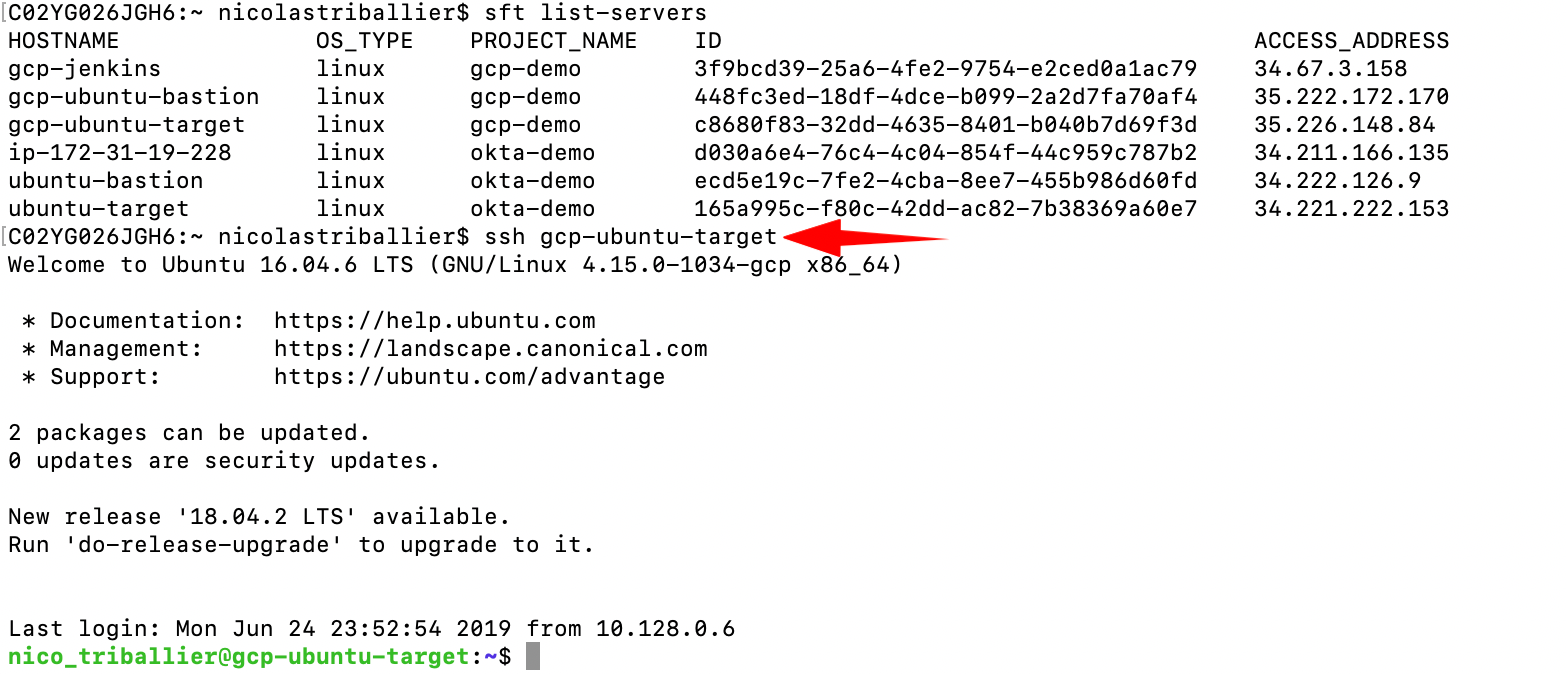 [C02YG026JGH6:~ nicolastriballier$ sft list-servers
HOSTNAME OS_TYPE PROJECT_NAME ID ACCESS_ADDRESS
gcp-jenkins linux gcp-demo 3f9bcd39-25a6-4fe2-9754-e2ced0a1ac79 34.67.3.158
gcp-ubuntu-bastion linux gcp-demo 448fc3ed-18df-4dce-b099-2a2d7fa70af4 35.222.172.170
gcp-ubuntu-target linux gcp-demo c8680f83-32dd-4635-8401-b040b7d69f3d 35.226.148.84
ip-172-31-19-228 linux okta-demo d030a6e4-76c4-4c04-854f-44c959c787b2 34.211.166.135
ubuntu-bastion linux okta-demo ecd5e19c-7fe2-4cba-8ee7-455b986d60fd 34.222.126.9
ubuntu-target linux okta-demo 165a995c-f80c-42dd-ac82-7b38369a60e7 34.221.222.153
[C02YG026JGH6:~ nicolastriballier$ ssh gcp-ubuntu-target
Welcome to Ubuntu 16.04.6 LTS (GNU/Linux 4.15.0-1034-gcp x86_64)
* Documentation: https://help.ubuntu.com
* Management: https://landscape.canonical.com
* Support: https://ubuntu.com/advantage
2 packages can be updated.
0 updates are security updates.
New release '18.04.2 LTS' available.
Run 'do-release-upgrade' to upgrade to it.
Last login: Mon Jun 24 23:52:54 2019 from 10.128.0.6
nico_triballier@gcp-ubuntu-target:~$